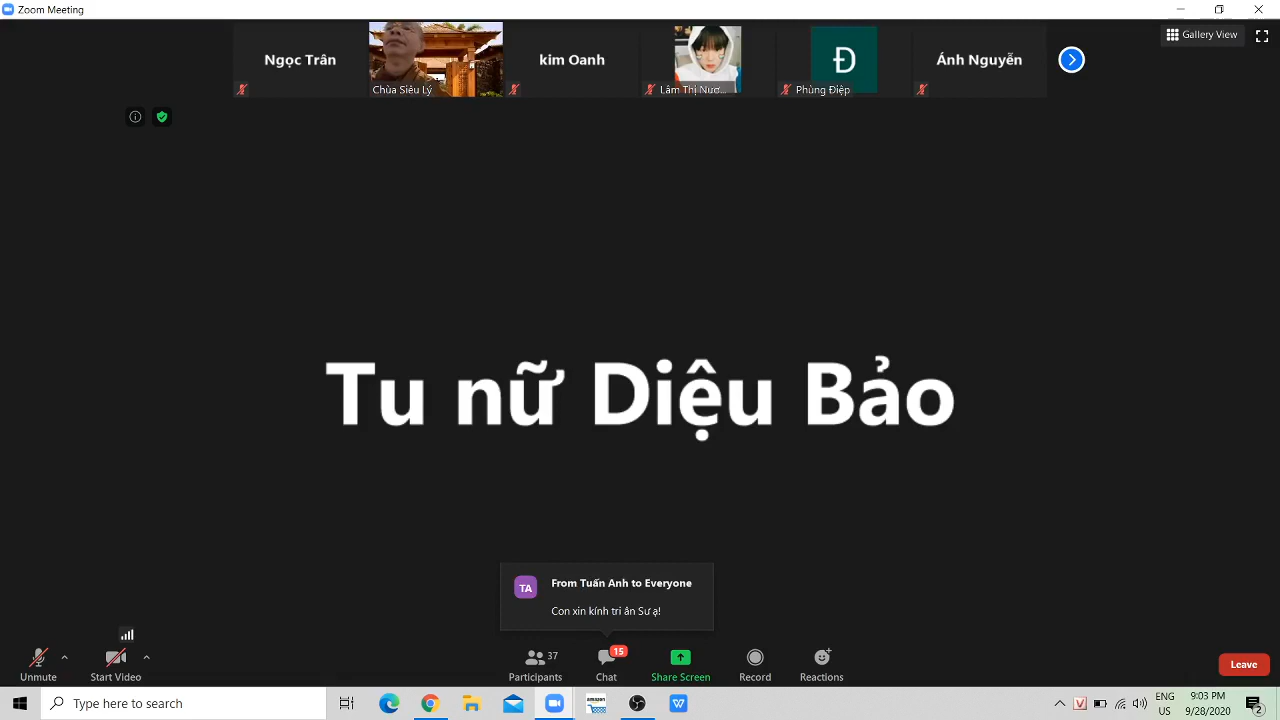 Zoom Meeting
Ngọc Trân
Chùa Siêu Lý
kim Oanh
Lâm Thị Nươ...
Đ
Phùng Điệp
Ánh Nguyễn
Gallery View
Tu nữ Diệu Bảo
TA
From Tuấn Anh to Everyone
Con xin kính tri ân Sư ạ!
Unmute
Start Video
37
Participants
15
Chat
Share Screen
Record
Reactions
Leave
Type here to search
amazon
W
V
ENG
US
9:03 PM
9/28/2020
2